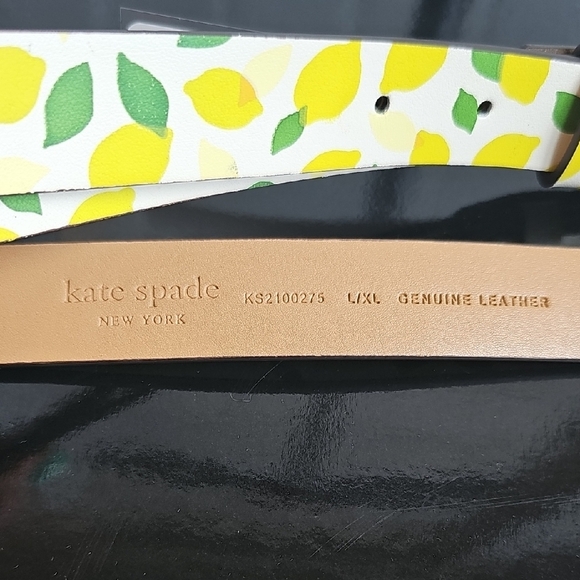 kate spade
NEW YORK
KS2100275 L/XL GENUINE LEATHER